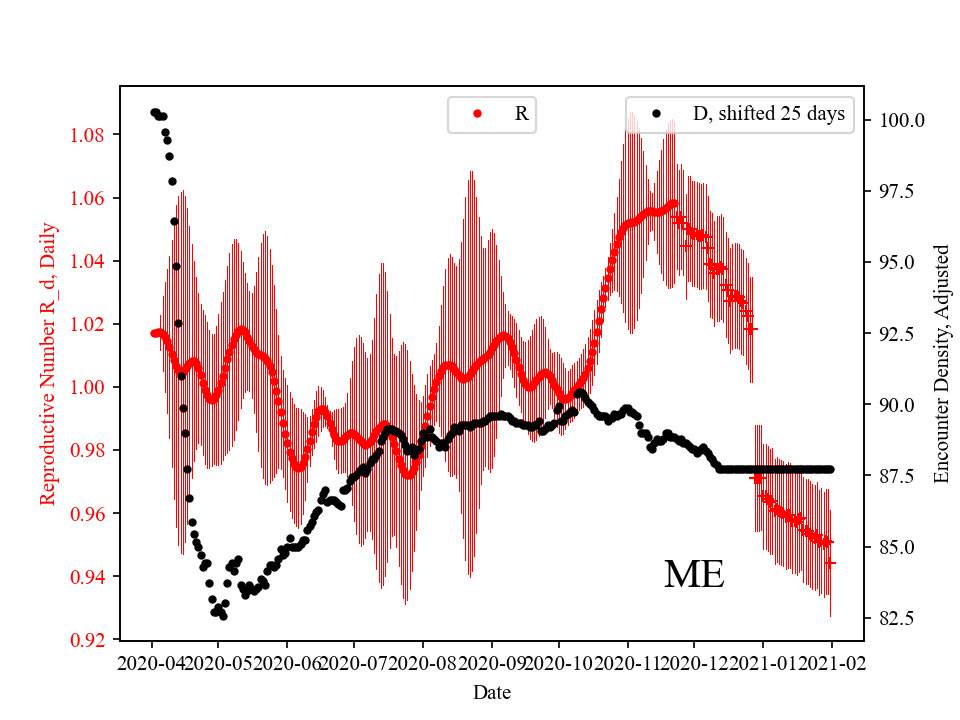 R
D, shifted 25 days
1.08
1.06
1.04
1.02
1.00
0.98
0.96
0.94
0.92
Reproductive Number R_d, Daily
100.0
97.5
95.0
92.5
90.0
87.5
85.0
82.5
Encounter Density, Adjusted
ME
2020-04 2020-05 2020-06 2020-07 2020-08 2020-09 2020-10 2020-11 2020-12 2021-01 2021-02
Date